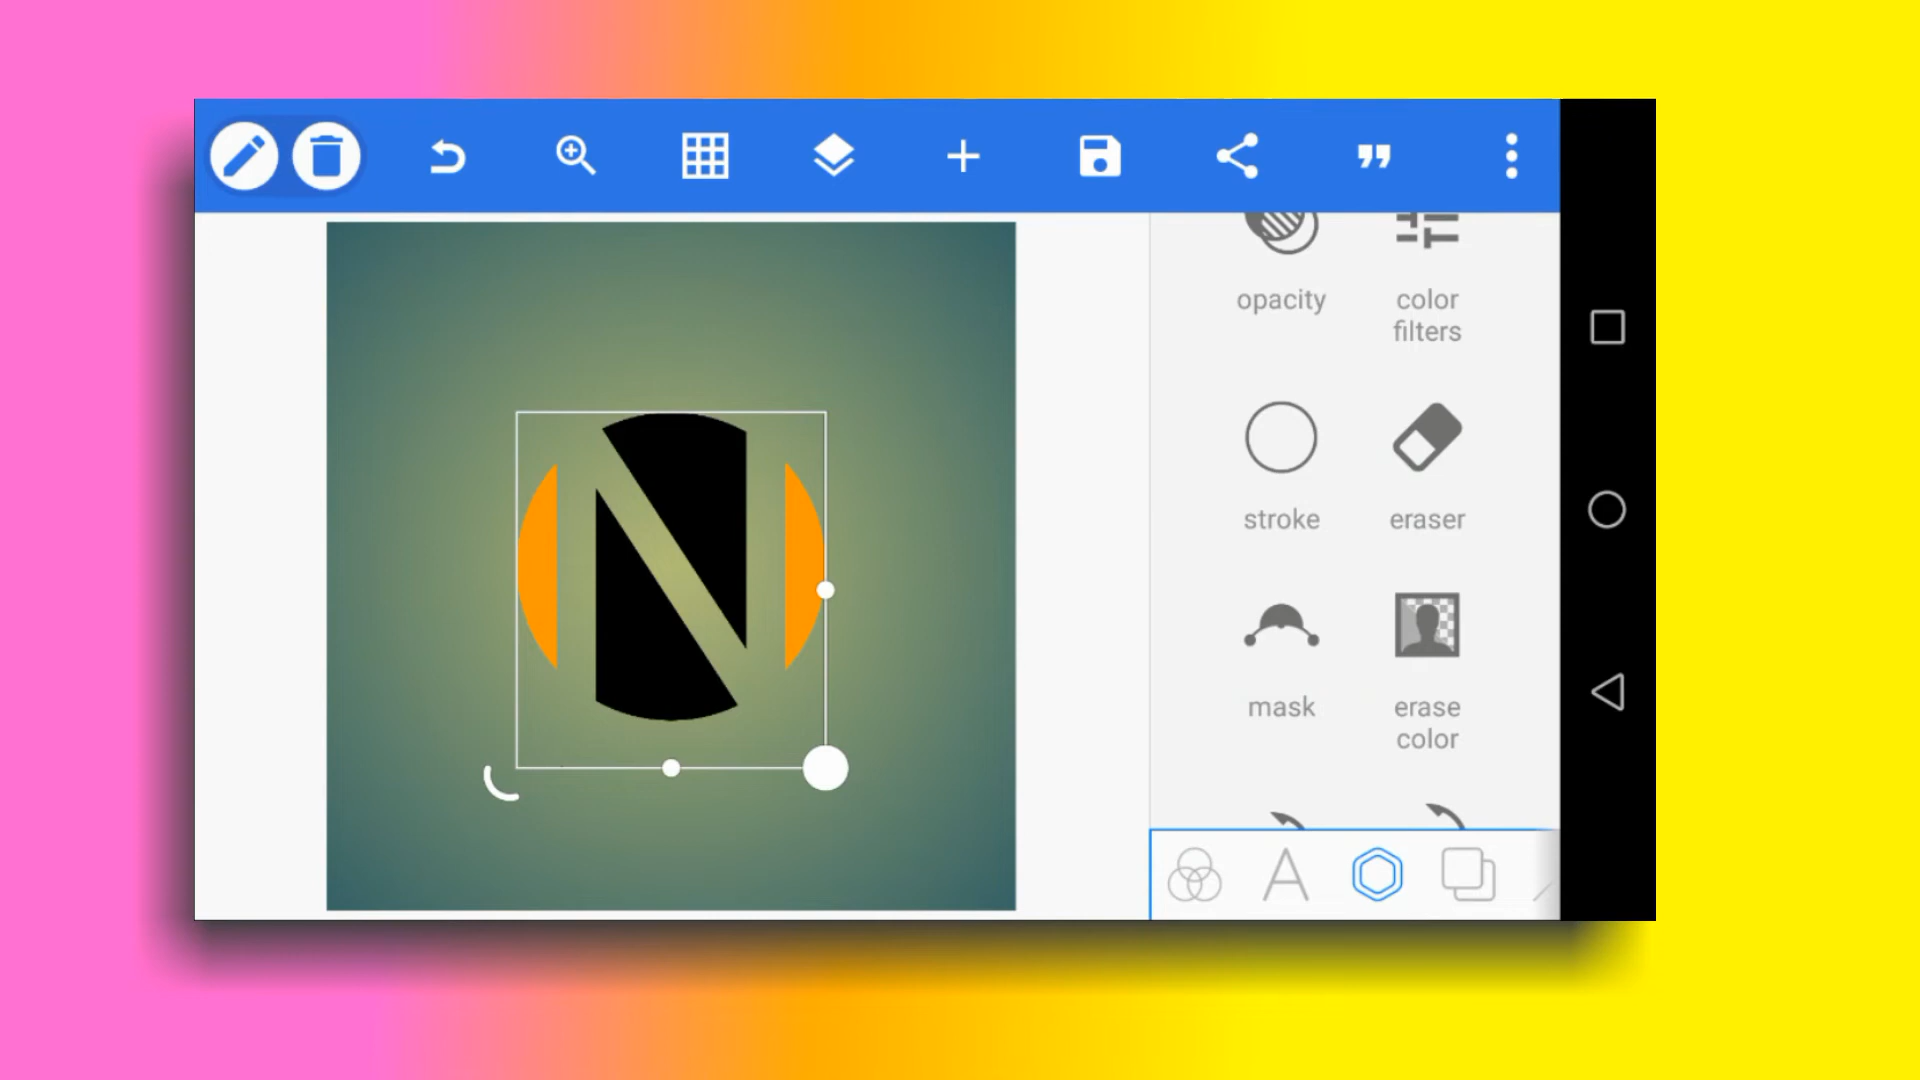 N
opacity
color
filters
stroke
eraser
mask
erase
color